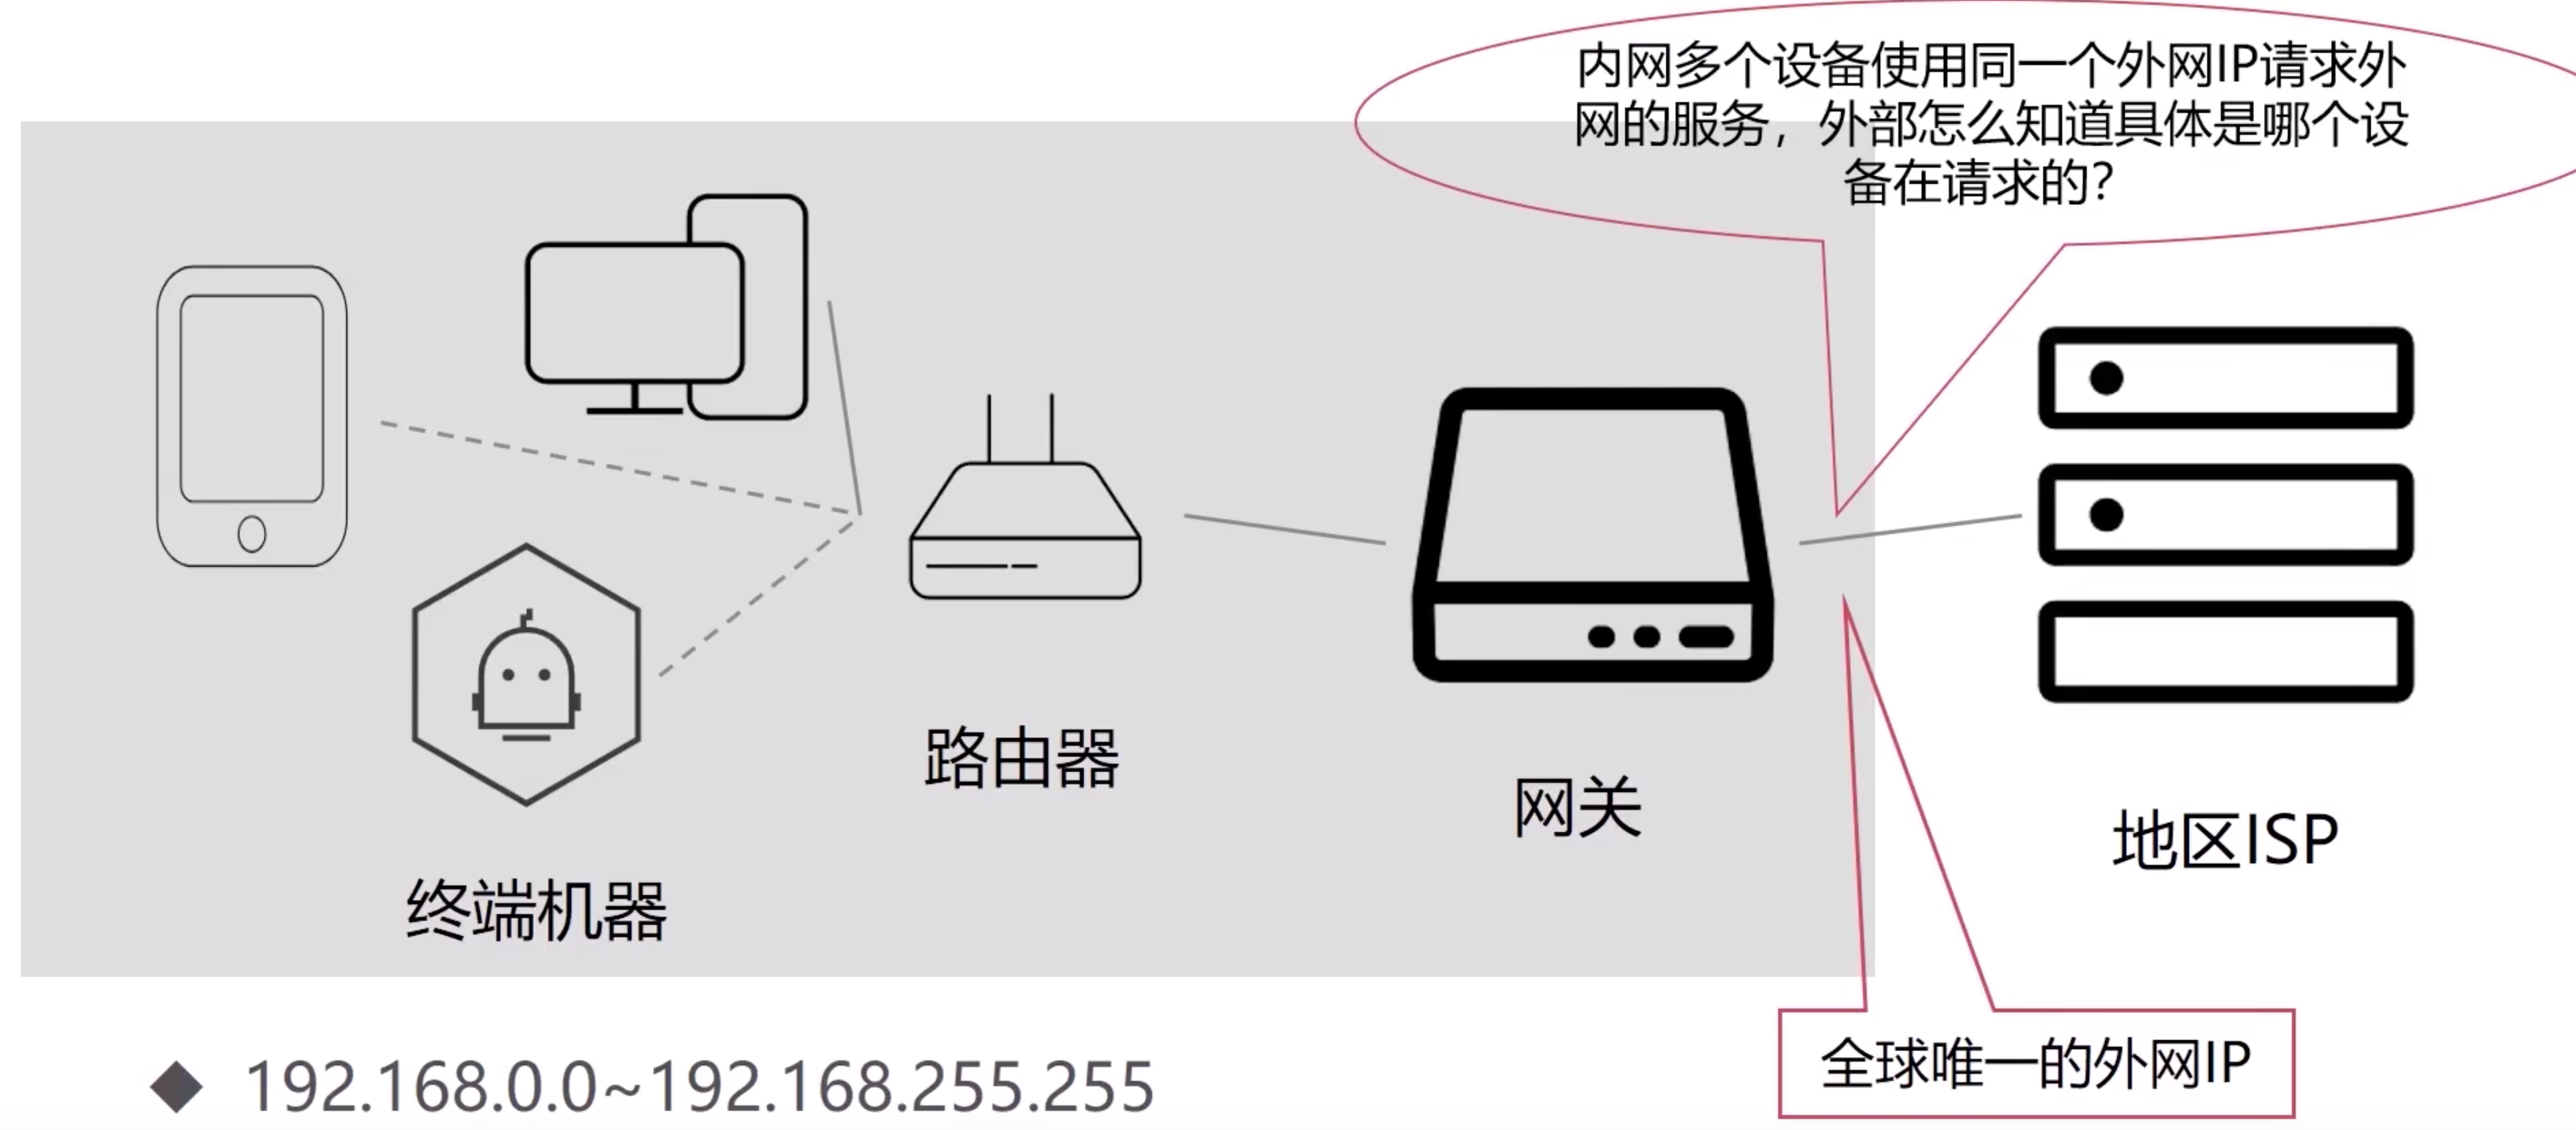 内网多个设备使用同一个外网IP请求外
网的服务，外部怎么知道具体是哪个设
备在请求的？
路由器
网关
地区ISP
终端机器
全球唯一的外网IP
◆ 192.168.0.0~192.168.255.255